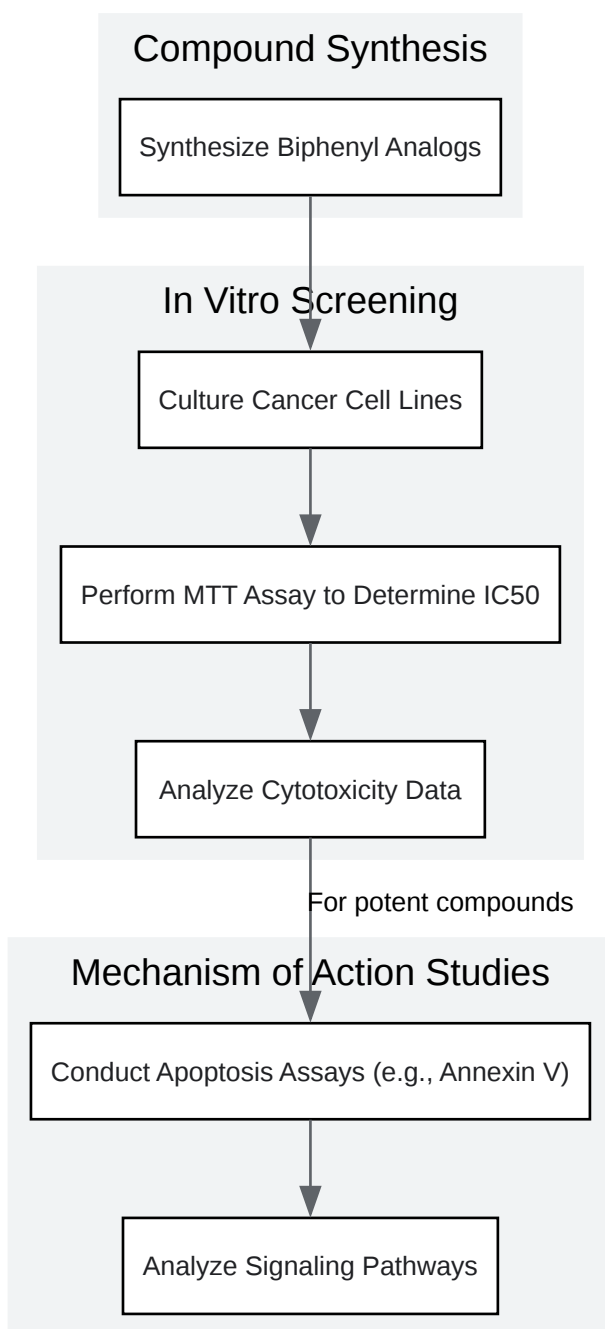 Compound Synthesis
Synthesize Biphenyl Analogs
In Vitro Screening
Culture Cancer Cell Lines
Perform MTT Assay to Determine IC50
Analyze Cytotoxicity Data
For potent compounds
Mechanism of Action Studies
Conduct Apoptosis Assays (e.g., Annexin V)
Analyze Signaling Pathways